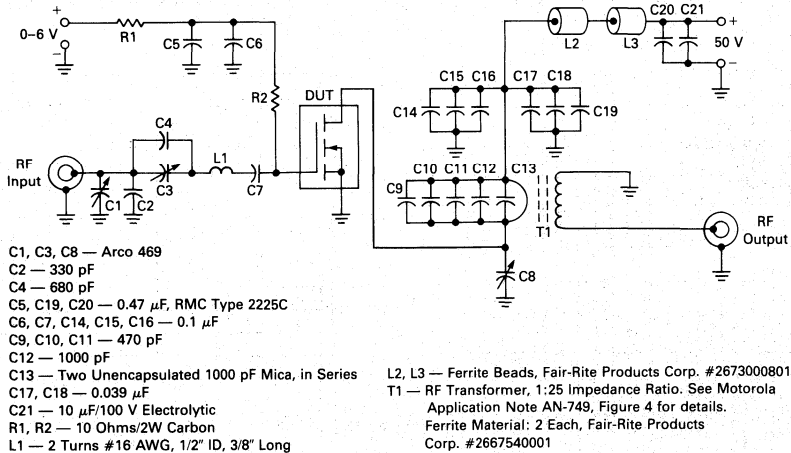 +
0–6 V
–
R1
C5
C6
R2
DUT
L2
L3
C20 C21
+
50 V
–
C15 C16
C17 C18
C14
C19
C4
RF
Input
L1
C3
C7
C1
C2
C10 C11 C12 C13
C9
T1
RF
Output
C8
C1, C3, C8 — Arco 469
C2 — 330 pF
C4 — 680 pF
C5, C19, C20 — 0.47 μF, RMC Type 2225C
C6, C7, C14, C15, C16 — 0.1 μF
C9, C10, C11 — 470 pF
C12 — 1000 pF
C13 — Two Unencapsulated 1000 pF Mica, in Series
C17, C18 — 0.039 μF
C21 — 10 μF/100 V Electrolytic
R1, R2 — 10 Ohms/2W Carbon
L1 — 2 Turns #16 AWG, 1/2" ID, 3/8" Long
L2, L3 — Ferrite Beads, Fair-Rite Products Corp. #2673000801
T1 — RF Transformer, 1:25 Impedance Ratio. See Motorola
Application Note AN-749, Figure 4 for details.
Ferrite Material: 2 Each, Fair-Rite Products
Corp. #2667540001